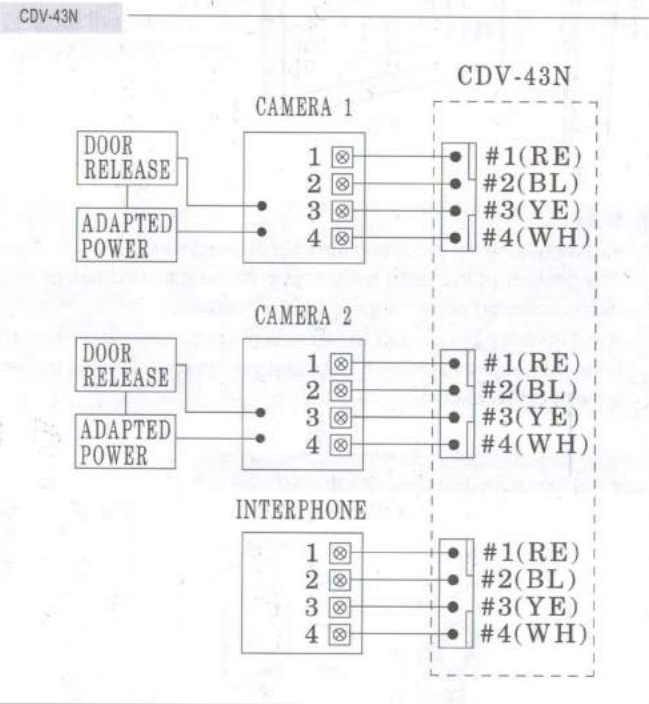 CDV-43N
CDV-43N
CAMERA 1
DOOR
RELEASE
ADAPTED
POWER
1 #1(RE)
2 #2(BL)
3 #3(YE)
4 #4(WH)
CAMERA 2
DOOR
RELEASE
ADAPTED
POWER
1 #1(RE)
2 #2(BL)
3 #3(YE)
4 #4(WH)
INTERPHONE
1 #1(RE)
2 #2(BL)
3 #3(YE)
4 #4(WH)